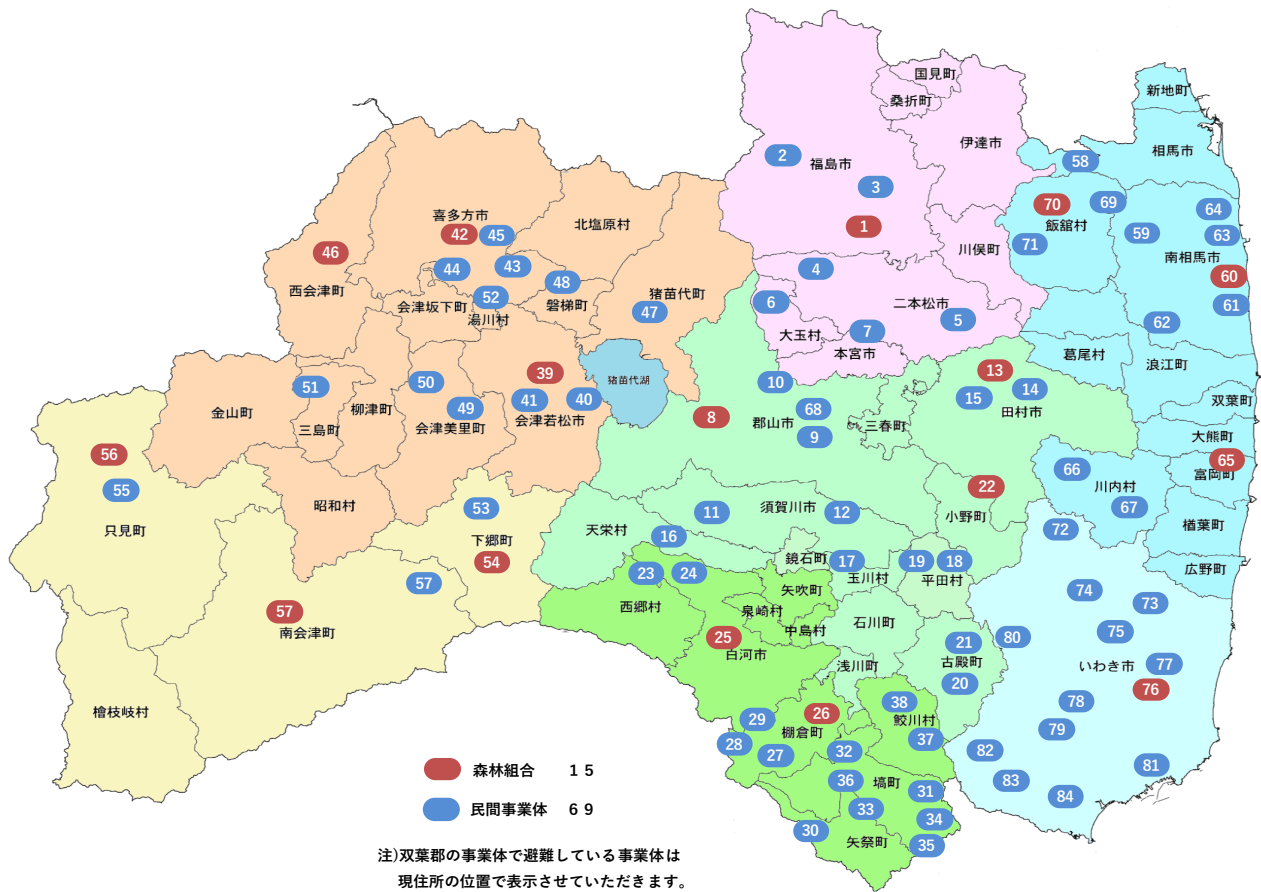 国見町
桑折町
新地町
伊達市
相馬市
2
福島市
58
3
70
69
64
飯舘村
1
川俣町
71
59
63
南相馬市
60
喜多方市
42
45
北塩原村
46
44
43
48
4
61
西会津町
会津坂下町
52
湯川村
磐梯町
猪苗代町
47
6
二本松市
5
62
大玉村
7
本宮市
葛尾村
浪江町
39
猪苗代湖
13
51
50
10
15
14
双葉町
金山町
柳津町
49
41
40
68
田村市
三島町
会津美里町
会津若松市
8
郡山市
三春町
9
大熊町
56
66
65
富岡町
55
22
川内村
昭和村
53
11
須賀川市
12
小野町
67
只見町
下郷町
天栄村
16
72
楢葉町
54
鏡石町
17
19
18
広野町
57
23
24
玉川村
平田村
57
西郷村
矢吹町
74
73
南会津町
泉崎村
石川町
中島村
75
25
白河市
21
80
浅川町
古殿町
いわき市
77
20
76
檜枝岐村
29
26
38
78
棚倉町
鮫川村
28
27
32
37
79
82
森林組合 15
36
塙町
31
83
81
民間事業体 69
33
34
84
30
矢祭町
35
注)双葉郡の事業体で避難している事業体は
現住所の位置で表示させていただきます。